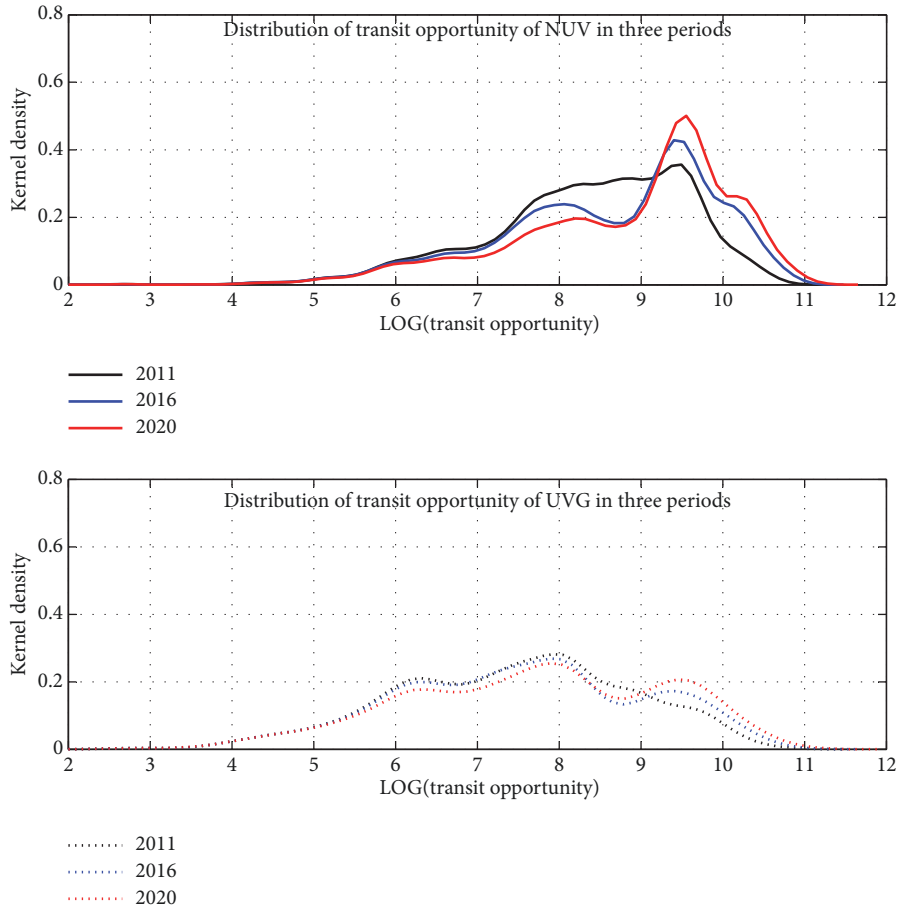 Distribution of transit opportunity of NUV in three periods
Kernel density
0.8
0.6
0.4
0.2
0
2 3 4 5 6 7 8 9 10 11 12
LOG(transit opportunity)
2011
2016
2020
Distribution of transit opportunity of UVG in three periods
Kernel density
0.8
0.6
0.4
0.2
0
2 3 4 5 6 7 8 9 10 11 12
LOG(transit opportunity)
2011
2016
2020